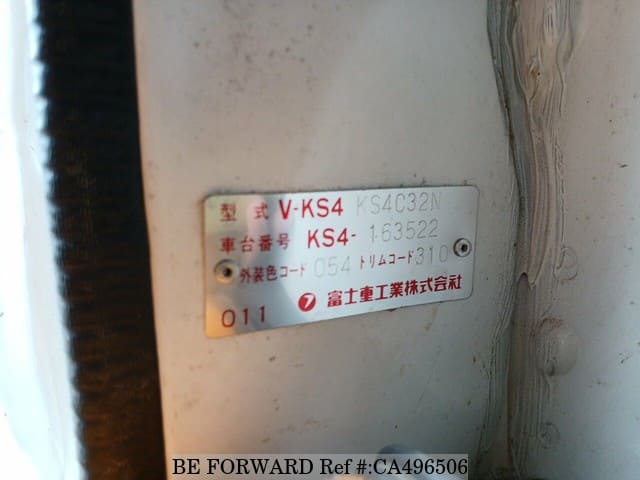 型式 V-KS4 KS4C32N
車台番号 KS4- 163522
外装色コード 054 トリムコード 310
011 フ 富士重工業株式会社
BE FORWARD Ref #:CA496506